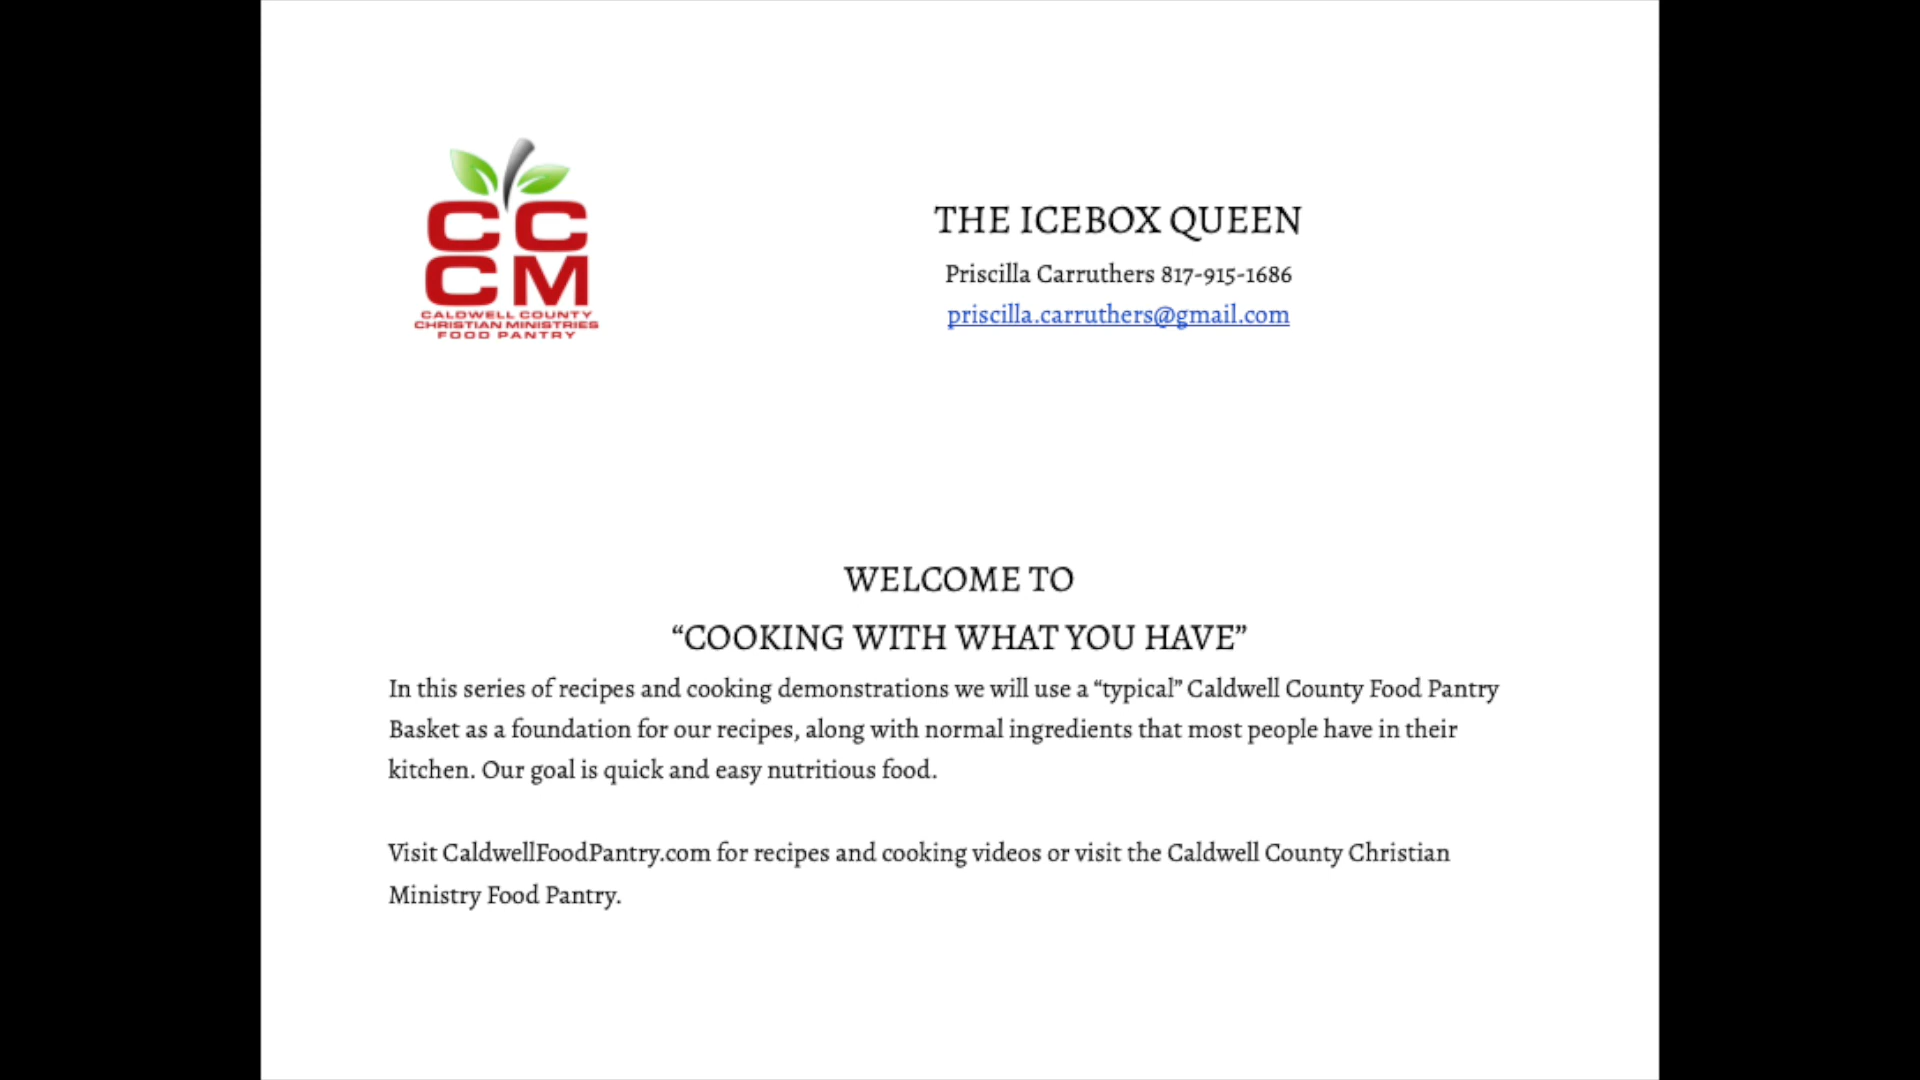 CC
CM
CALDWELL COUNTY
CHRISTIAN MINISTRIES
FOOD PANTRY
THE ICEBOX QUEEN
Priscilla Carruthers 817-915-1686
priscilla.carruthers@gmail.com
WELCOME TO
“COOKING WITH WHAT YOU HAVE”
In this series of recipes and cooking demonstrations we will use a “typical” Caldwell County Food Pantry
Basket as a foundation for our recipes, along with normal ingredients that most people have in their
kitchen. Our goal is quick and easy nutritious food.
Visit CaldwellFoodPantry.com for recipes and cooking videos or visit the Caldwell County Christian
Ministry Food Pantry.